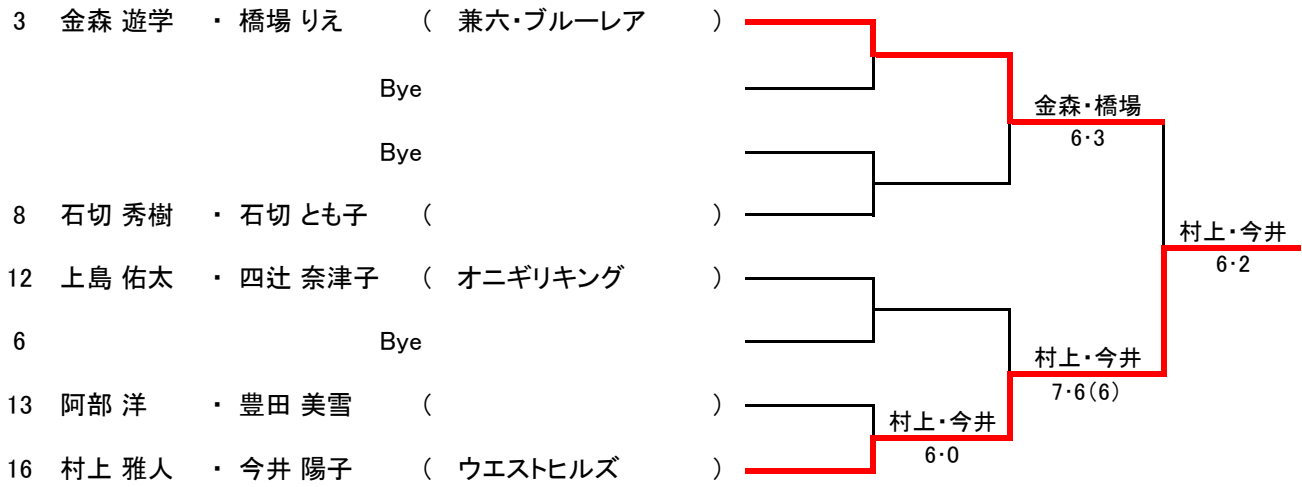 3 金森 遊学 ・ 橋場 りえ ( 兼六・ブルーレア )
Bye
金森・橋場
6・3
Bye
8 石切 秀樹 ・ 石切 とも子 ( )
村上・今井
6・2
12 上島 佑太 ・ 四辻 奈津子 ( オニギリキング )
6 Bye
村上・今井
7・6(6)
13 阿部 洋 ・ 豊田 美雪 ( )
村上・今井
6・0
16 村上 雅人 ・ 今井 陽子 ( ウエストヒルズ )